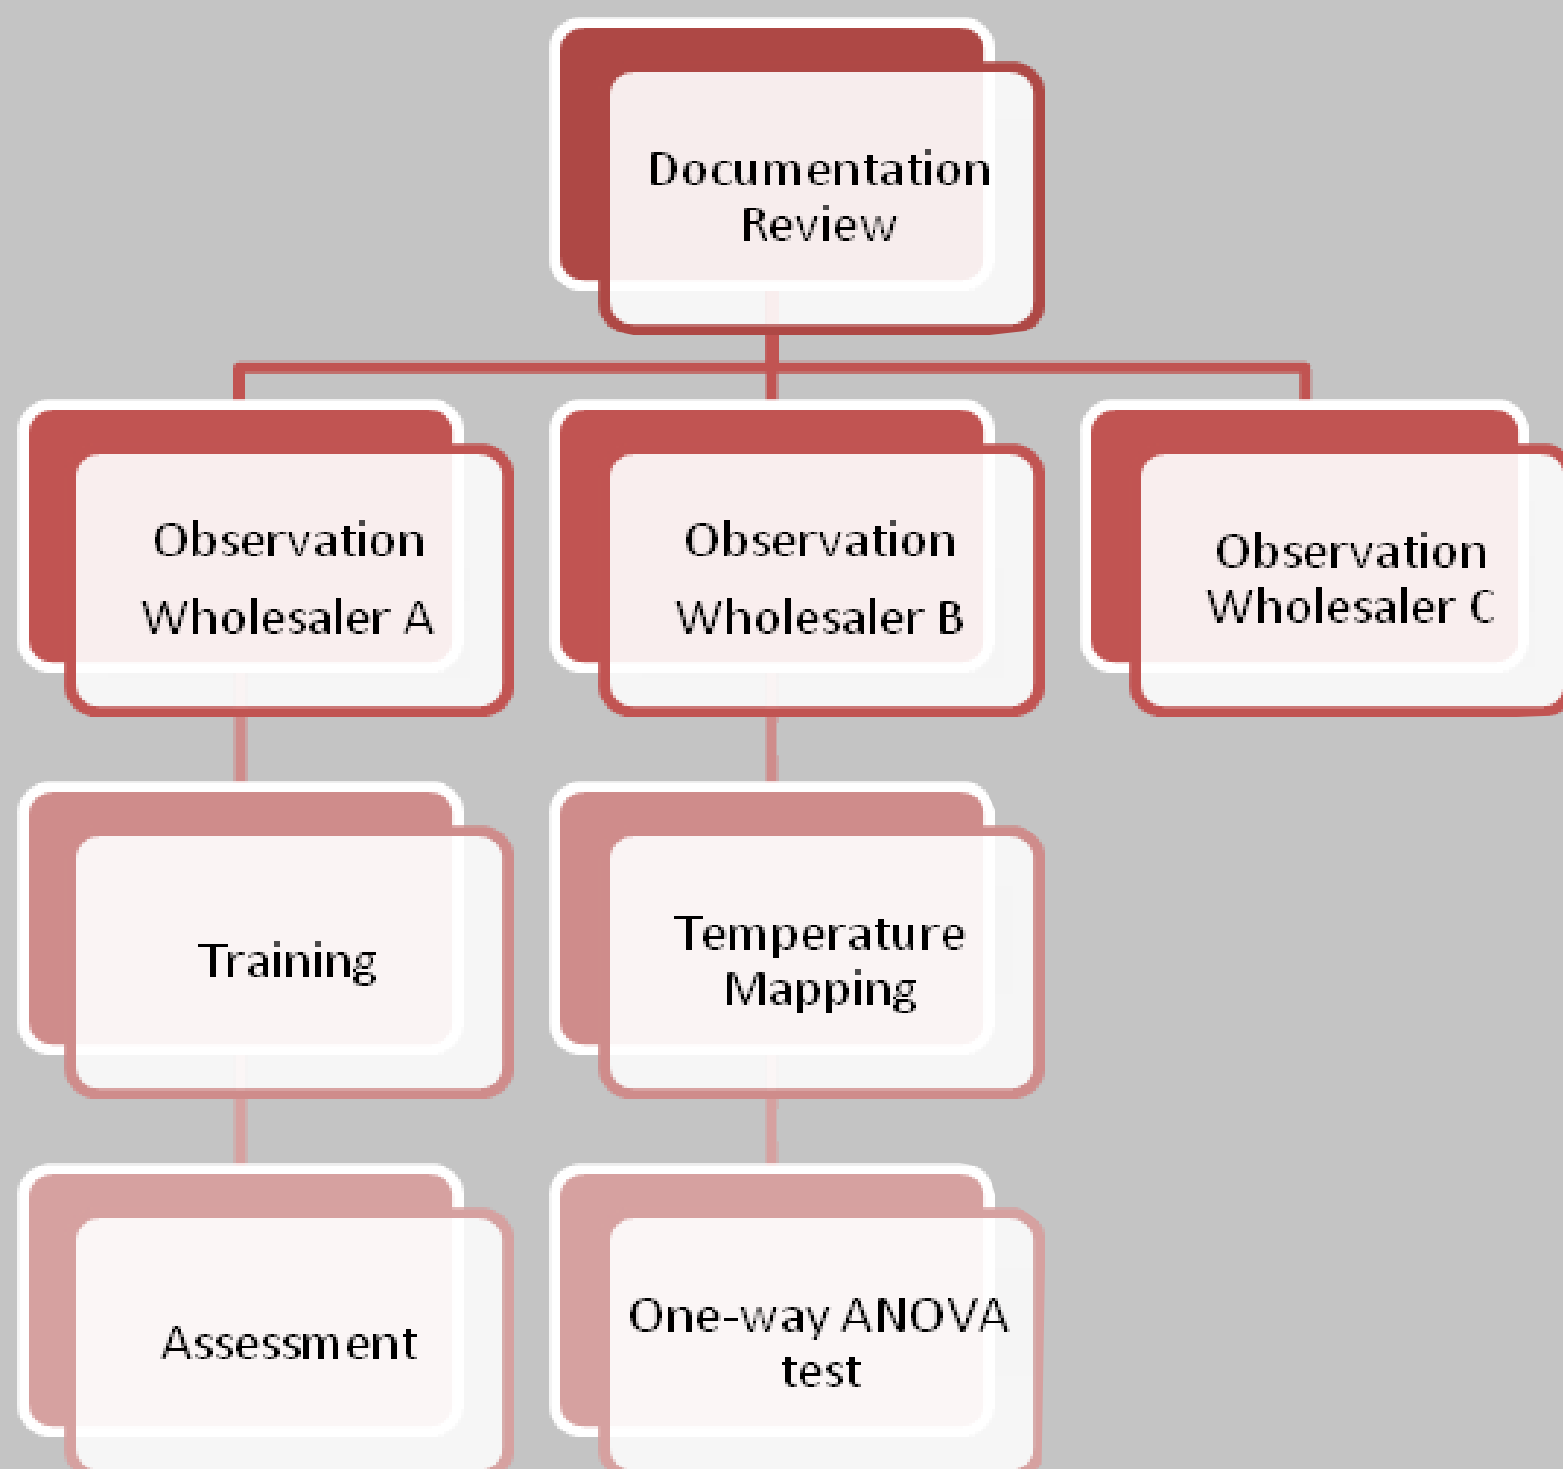 Documentation
Review
Observation
Wholesaler A
Observation
Wholesaler B
Observation
Wholesaler C
Training
Temperature
Mapping
Assessment
One-way ANOVA
test